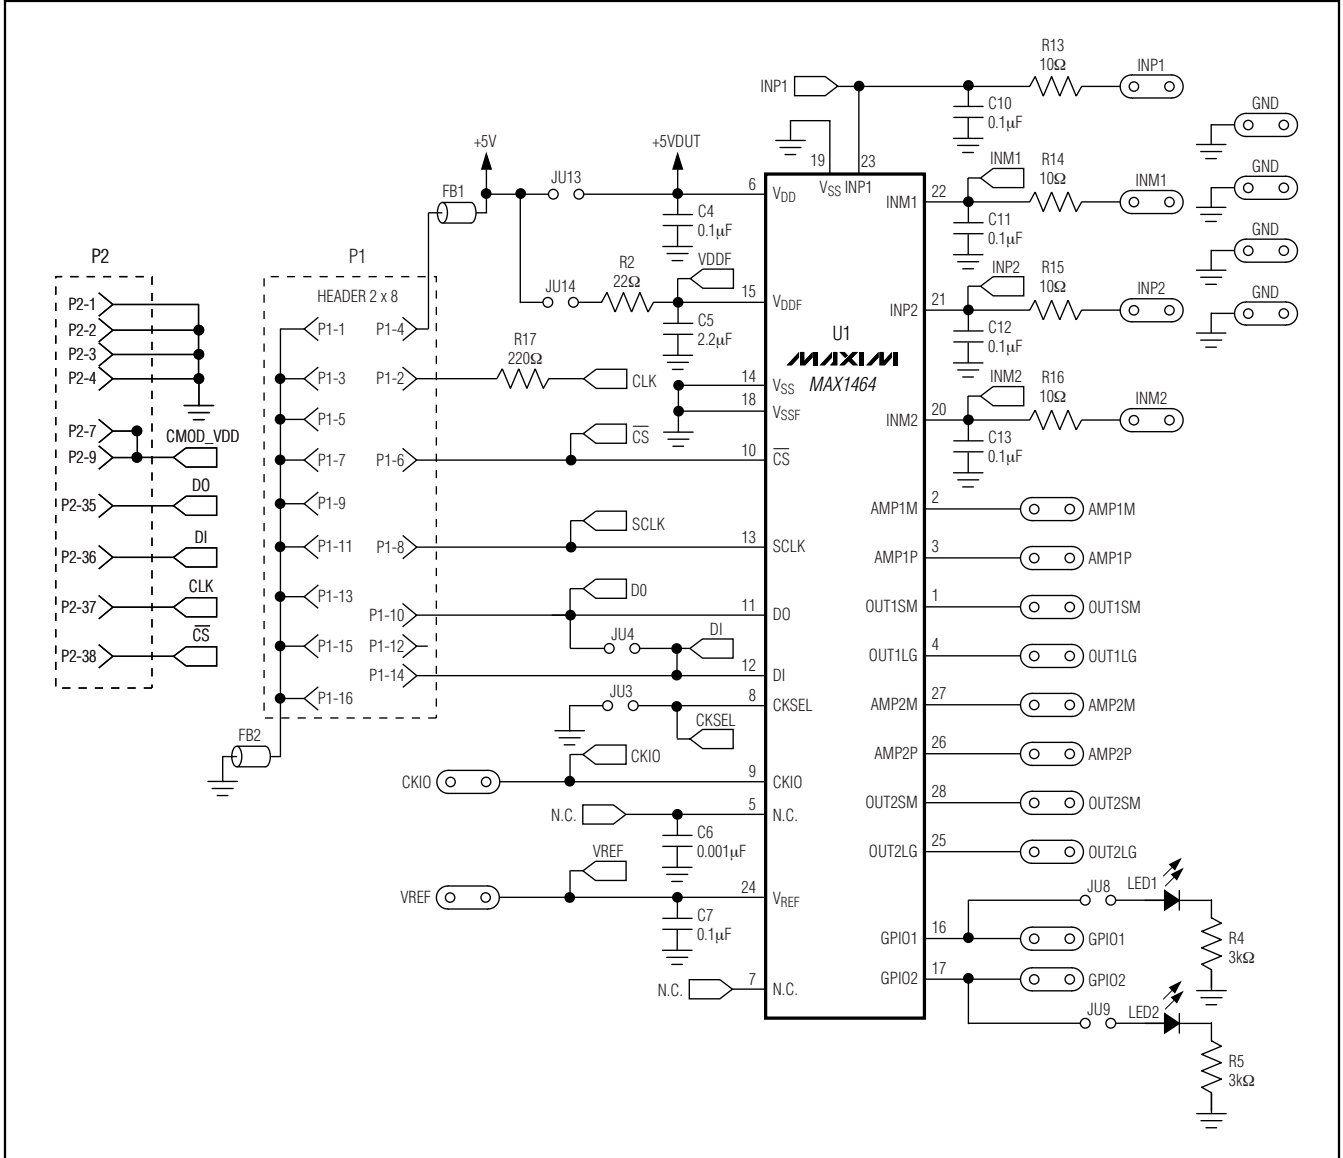 P2
P2-1
P2-2
P2-3
P2-4
P2-7
P2-9
CMOD_VDD
P2-35
DO
P2-36
DI
P2-37
CLK
P2-38
CS
P1
HEADER 2 x 8
P1-1
P1-4
P1-3
P1-2
P1-5
P1-7
P1-6
P1-9
P1-11
P1-8
P1-13
P1-10
P1-15
P1-12
P1-14
P1-16
FB2
FB1
+5V
JU13
+5VDUT
C4
0.1µF
JU14
R2
22Ω
VDDF
C5
2.2µF
R17
220Ω
CLK
CS
SCLK
DO
JU4
DI
JU3
CKSEL
CKIO
CKIO
N.C.
C6
0.001µF
VREF
VREF
C7
0.1µF
N.C.
6
VDD
15
VDDF
14
VSS
18
VSSF
10
CS
13
SCLK
11
DO
12
DI
8
CKSEL
9
CKIO
5
N.C.
24
VREF
7
N.C.
19
23
VSS INP1
U1
MAXIM
MAX1464
INP1
C10
0.1µF
R13
10Ω
INP1
GND
GND
GND
GND
INM1
22
INM1
C11
0.1µF
R14
10Ω
INM1
INP2
21
INP2
C12
0.1µF
R15
10Ω
INP2
INM2
20
INM2
C13
0.1µF
R16
10Ω
INM2
AMP1M
2
AMP1M
AMP1P
3
AMP1P
OUT1SM
1
OUT1SM
OUT1LG
4
OUT1LG
AMP2M
27
AMP2M
AMP2P
26
AMP2P
OUT2SM
28
OUT2SM
OUT2LG
25
OUT2LG
JU8
LED1
GPIO1
16
GPIO1
R4
3kΩ
GPIO2
17
GPIO2
JU9
LED2
R5
3kΩ